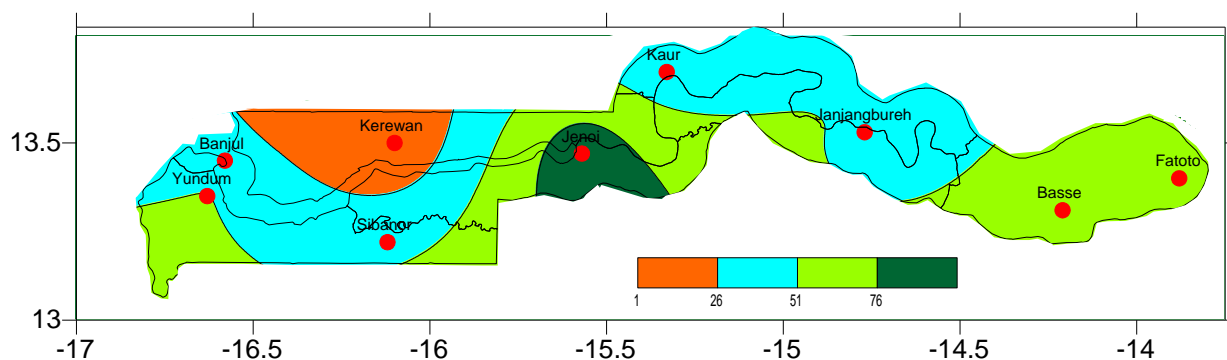 Kaur
Kerewan
Janjangbureh
Jenoi
13.5
Banjul
Yundum
Fatoto
Basse
Sibanor
1 26 51 76
13
-17 -16.5 -16 -15.5 -15 -14.5 -14